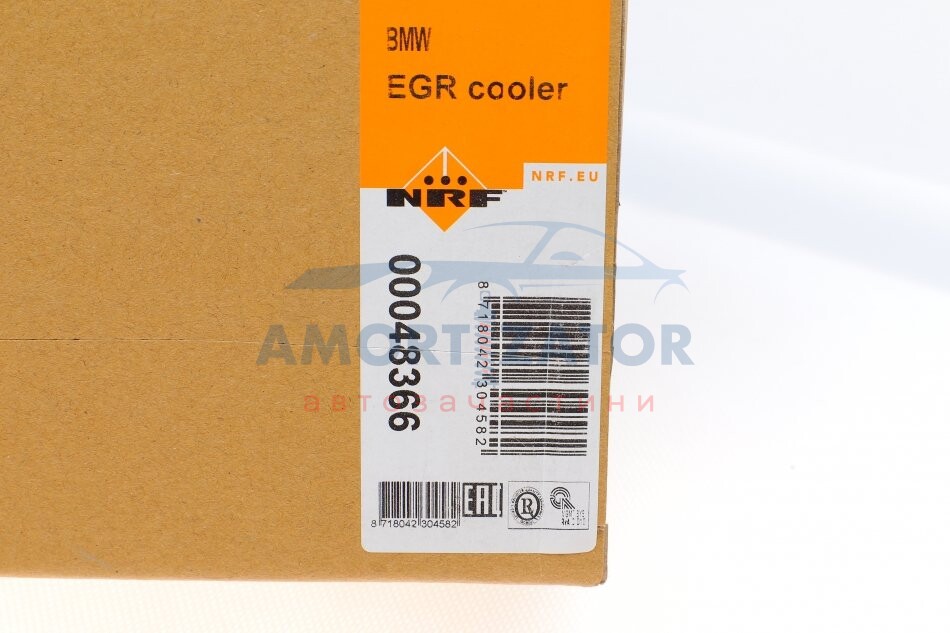 BMW
EGR cooler
NRF.EU
NRF
00048366
8 718042 304582
AMORTIZATOR
автозапчастини
8 718042 304582
EAC
R